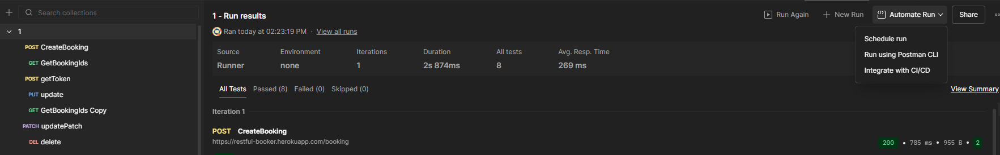 Search collections
1
POST CreateBooking
GET GetBookingIds
POST getToken
PUT update
GET GetBookingIds Copy
PATCH updatePatch
DEL delete
1 - Run results
Run Again
New Run
Automate Run
Share
Ran today at 02:23:19 PM · View all runs
Schedule run
Run using Postman CLI
Integrate with CI/CD
Source Environment Iterations Duration All tests Avg. Resp. Time
Runner none 1 2s 874ms 8 269 ms
All Tests Passed (8) Failed (0) Skipped (0)
View Summary
Iteration 1
POST CreateBooking
https://restful-booker.herokuapp.com/booking
200 • 785 ms • 955 B • 2